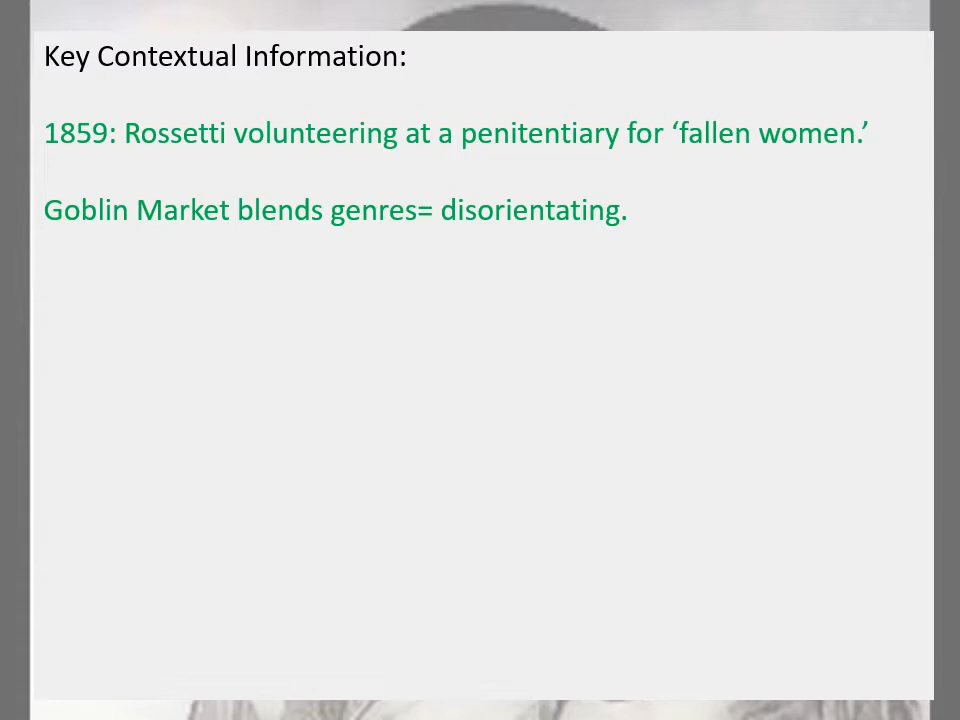 Key Contextual Information:
1859: Rossetti volunteering at a penitentiary for ‘fallen women.’
Goblin Market blends genres= disorientating.